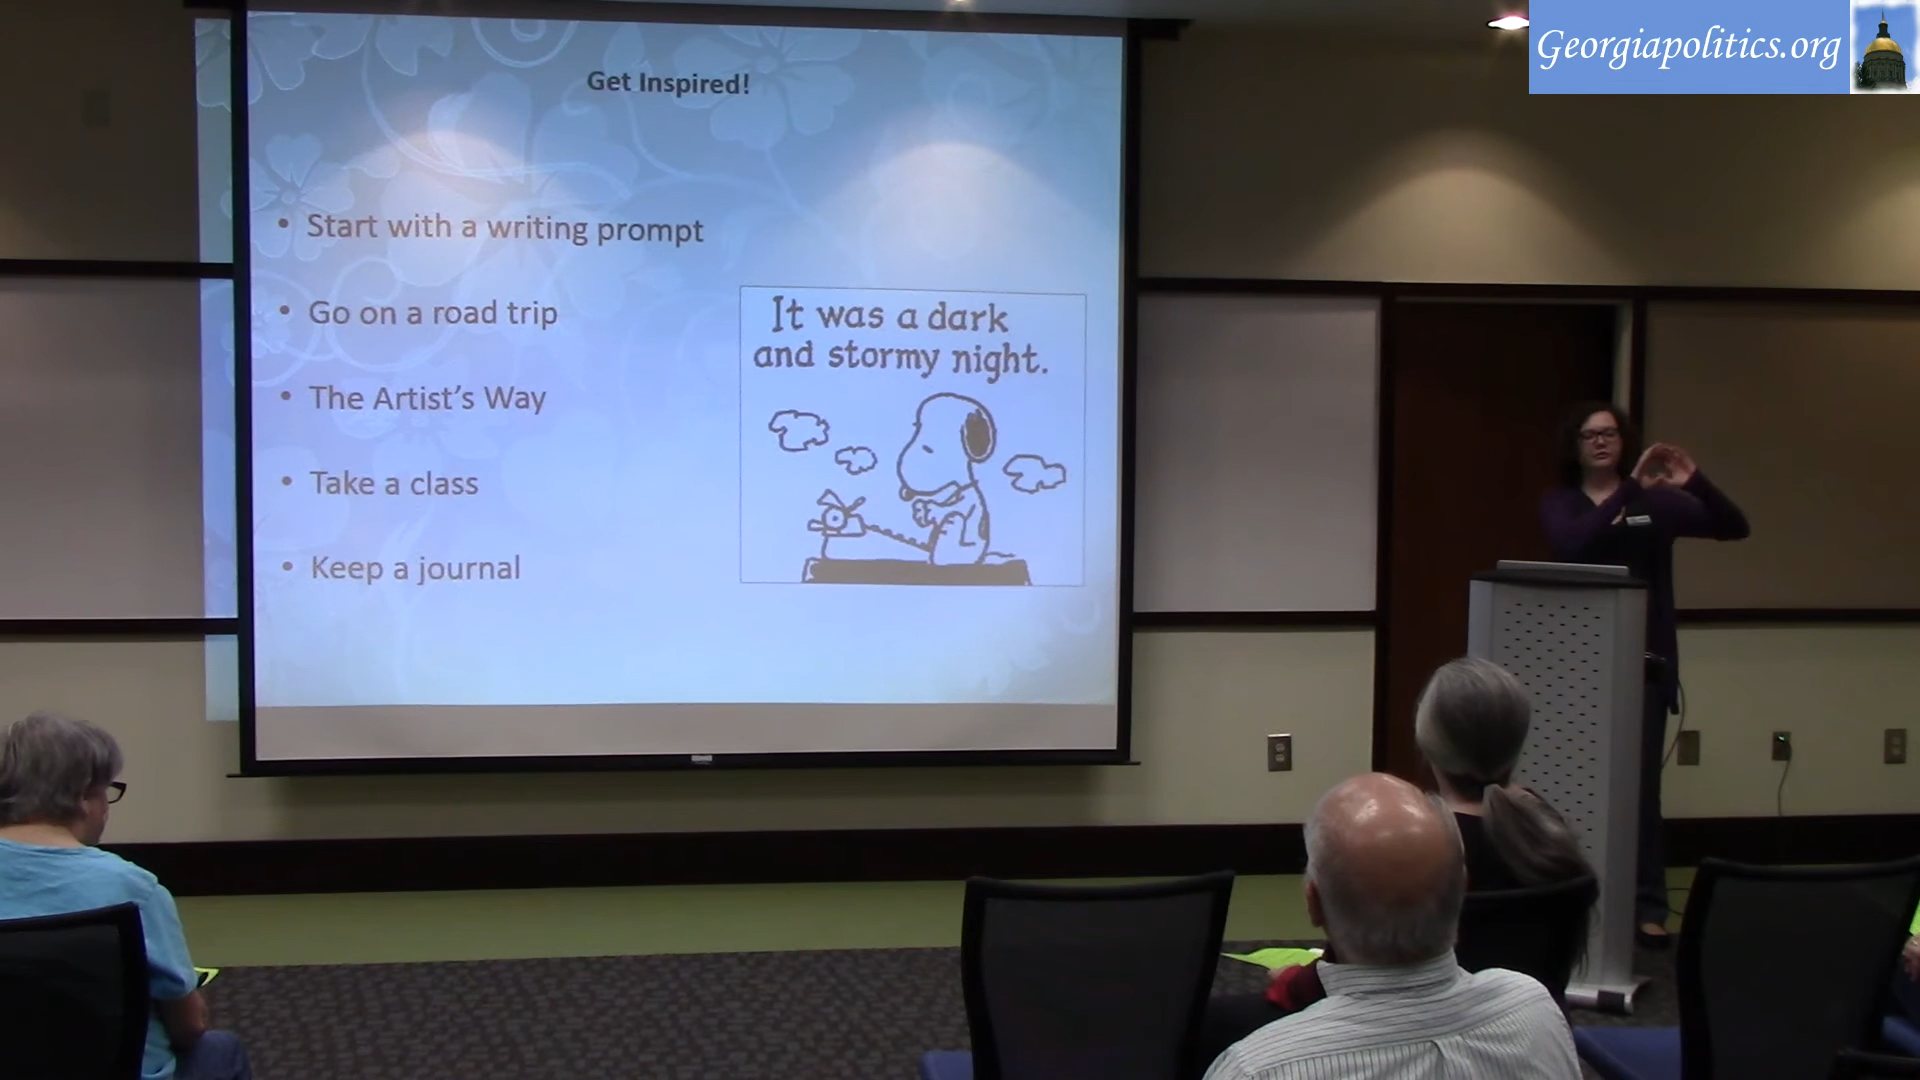 Georgiapolitics.org
Get Inspired!
• Start with a writing prompt
• Go on a road trip
• The Artist's Way
• Take a class
• Keep a journal
It was a dark
and stormy night.